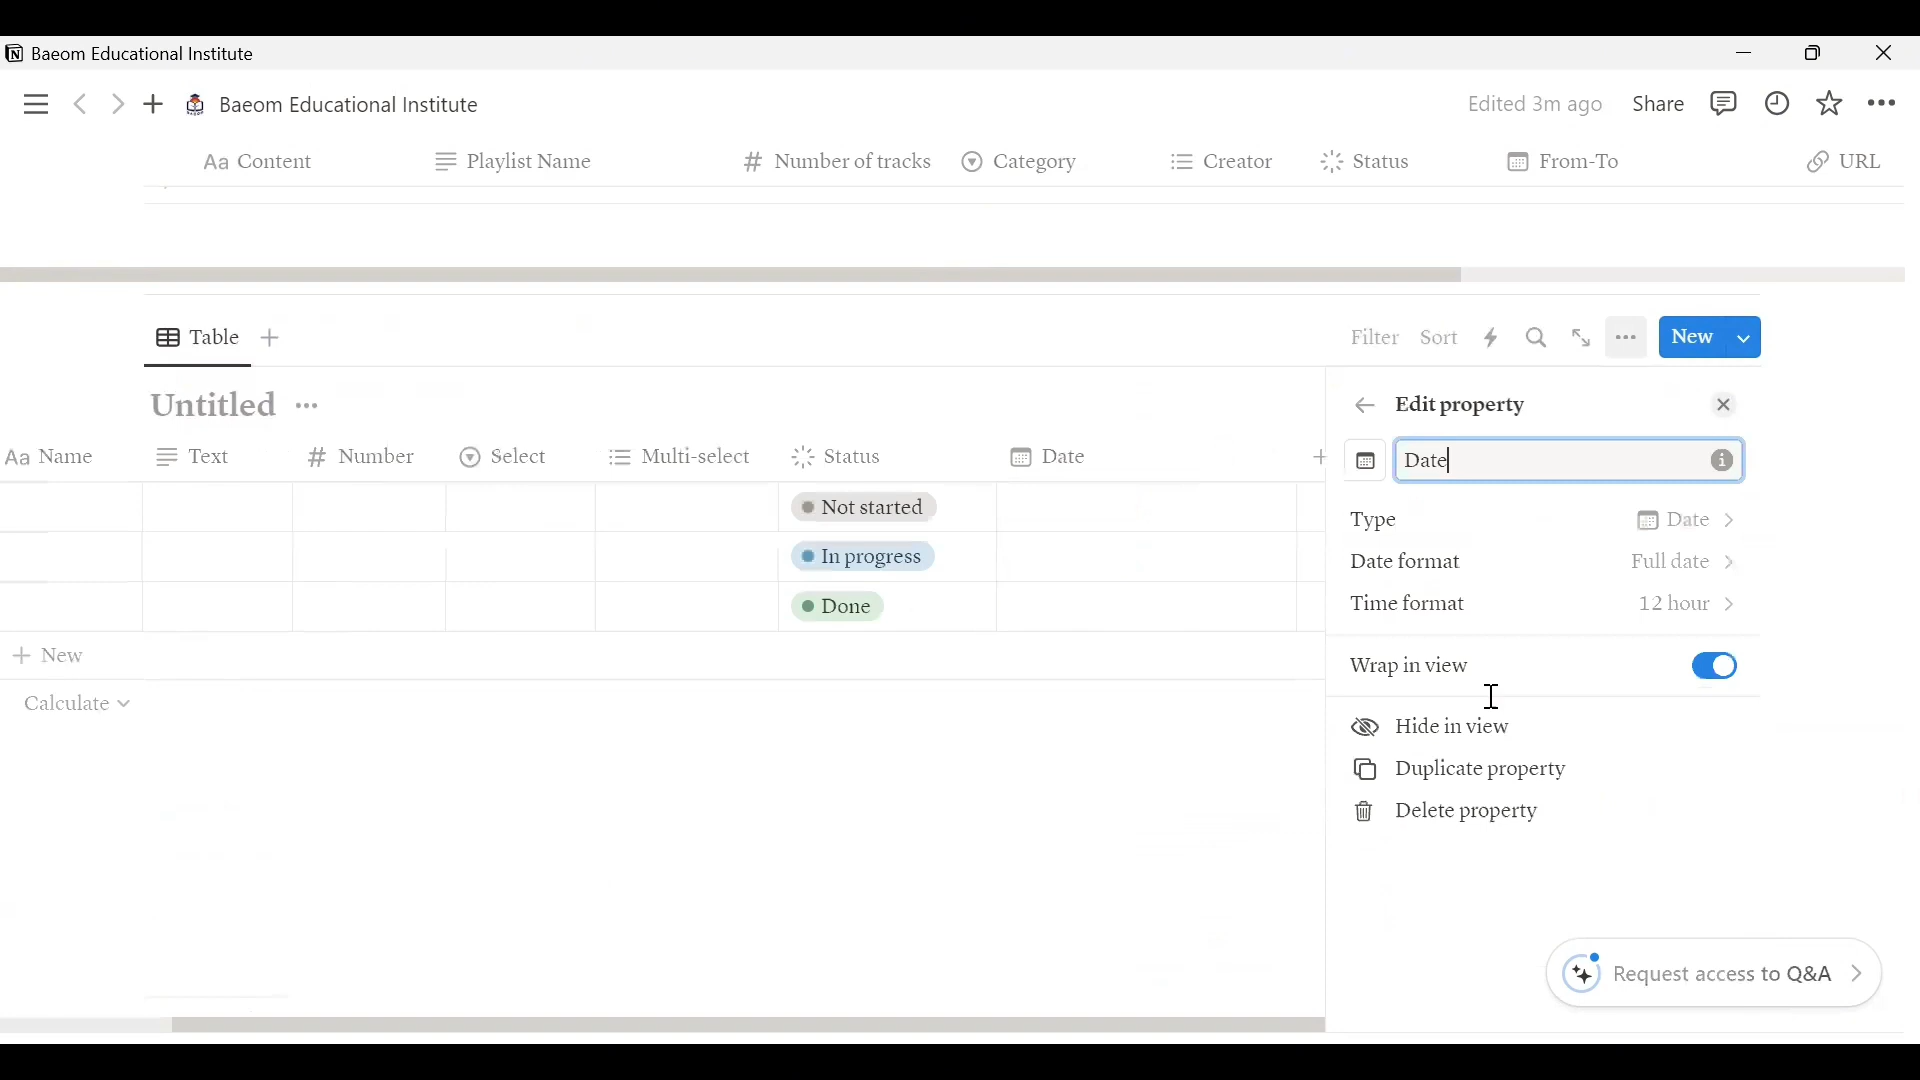 Baeom Educational Institute
Baeom Educational Institute
Edited 3m ago Share
Aa Content Playlist Name # Number of tracks Category Creator Status From-To URL
Table +
Filter Sort New
Untitled ...
Edit property
Aa Name Text # Number Select Multi-select Status Date +
Date
Not started
Type Date
In progress
Date format Full date
Done
Time format 12 hour
+ New
Wrap in view
Calculate
Hide in view
Duplicate property
Delete property
Request access to Q&A